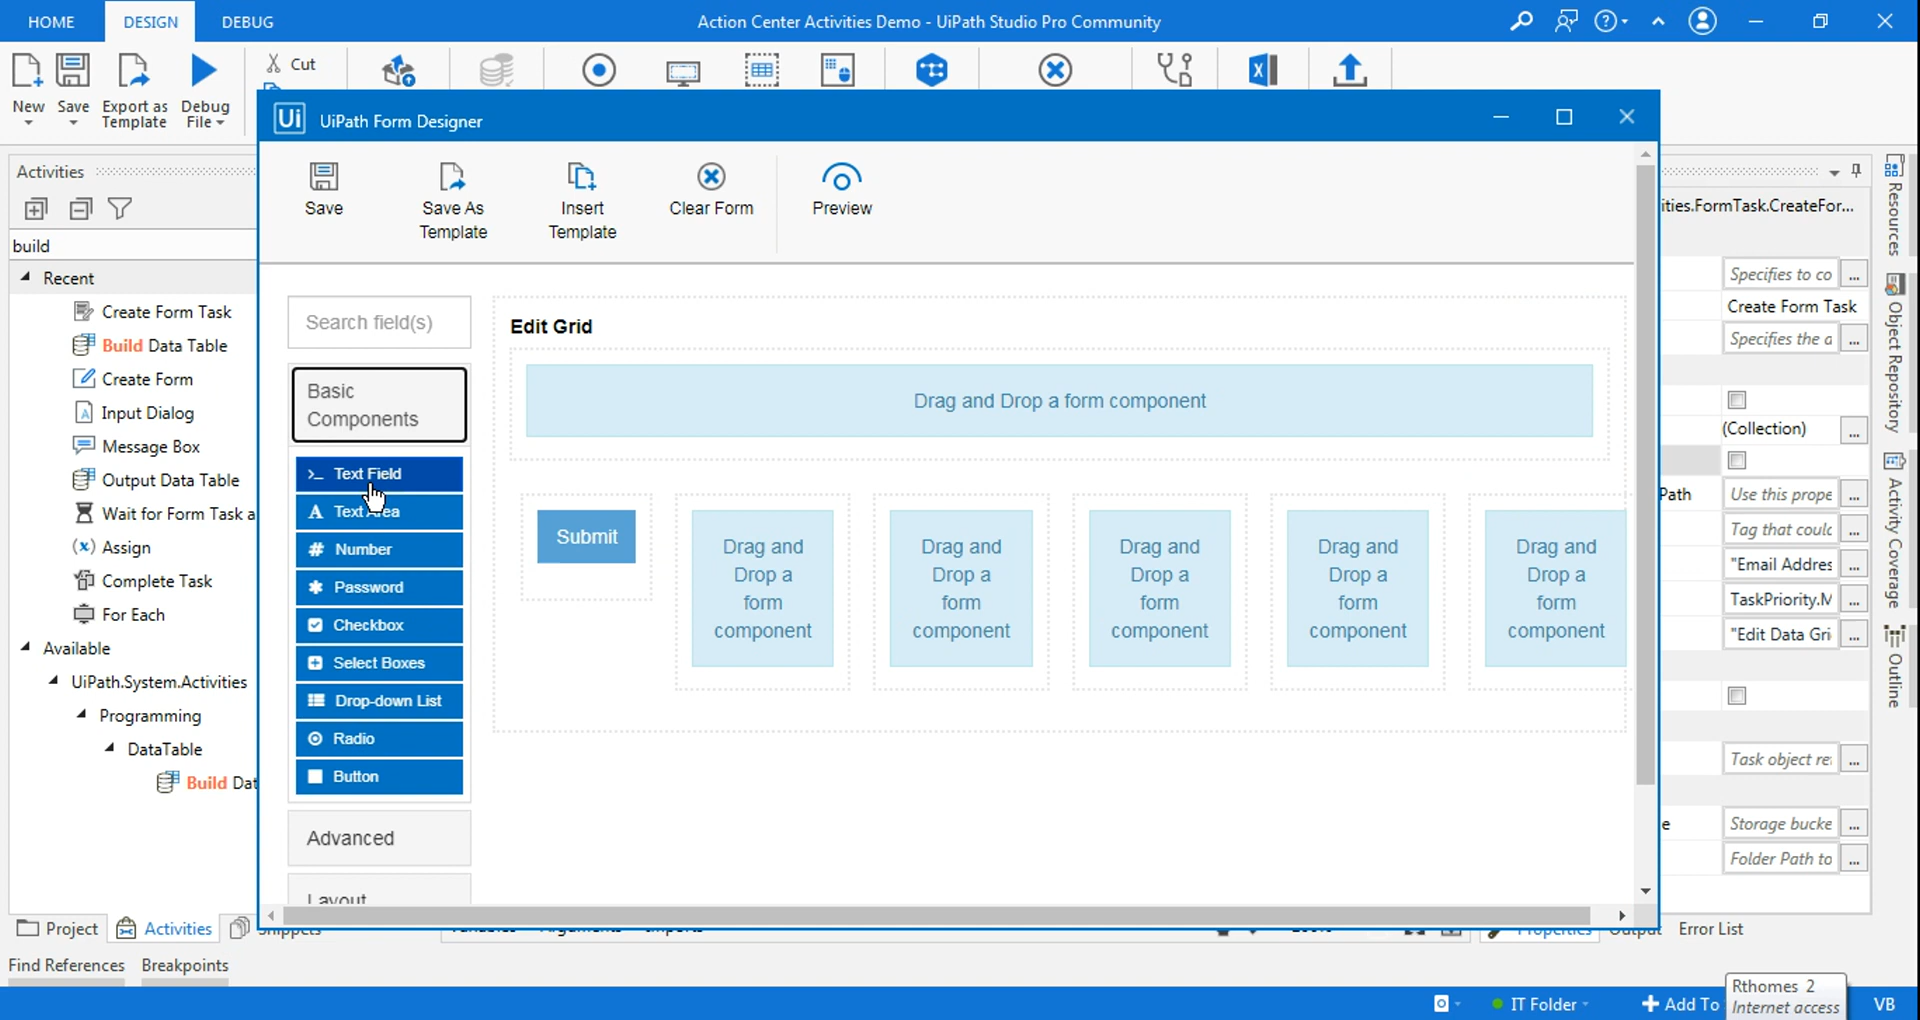 HOME DESIGN DEBUG Action Center Activities Demo - UiPath Studio Pro Community
Cut
New Save Export as Template Debug File
Ui UiPath Form Designer
Save
Save As
Template
Insert
Template
Clear Form
Preview
Activities
build
Recent
Create Form Task
Build Data Table
Create Form
Input Dialog
Message Box
Output Data Table
Wait for Form Task a
(x) Assign
Complete Task
For Each
Available
UiPath.System.Activities
Programming
DataTable
Build Dat
Search field(s)
Basic
Components
Text Field
Text Area
Number
Password
Checkbox
Select Boxes
Drop-down List
Radio
Button
Advanced
Layout
Edit Grid
Drag and Drop a form component
Submit
Drag and
Drop a
form
component
Drag and
Drop a
form
component
Drag and
Drop a
form
component
Drag and
Drop a
form
component
Drag and
Drop a
form
component
ities.FormTask.CreateFor...
Specifies to co ...
Create Form Task
Specifies the a ...
(Collection) ...
Path Use this prope ...
Tag that could ...
"Email Addres ...
TaskPriority.M ...
"Edit Data Gri ...
Task object re ...
e Storage bucke ...
Folder Path to ...
Resources
Object Repository
Activity Coverage
Outline
Project Activities Snippets
Properties Output Error List
Find References Breakpoints
IT Folder Add To VB
Rthomes 2
Internet access